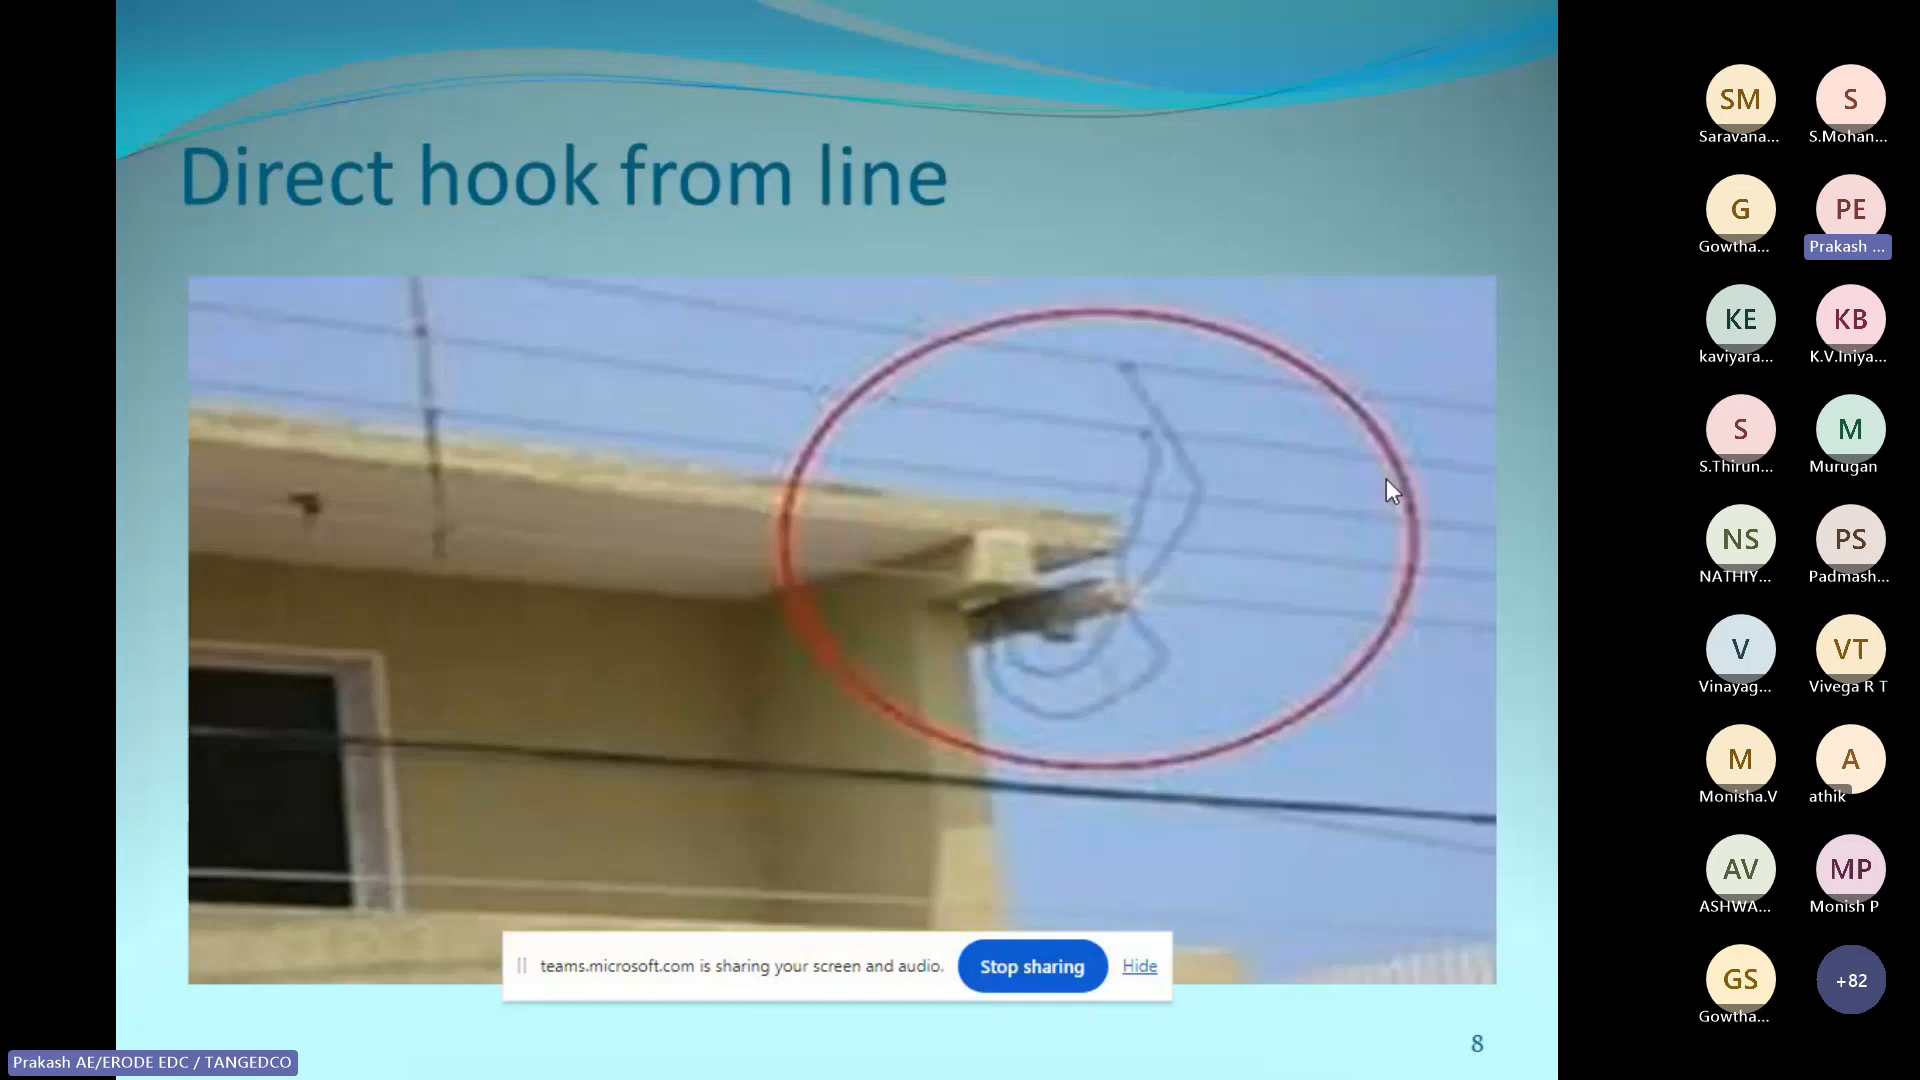 Direct hook from line
teams.microsoft.com is sharing your screen and audio.
Stop sharing
Hide
8
Prakash AE/ERODE EDC / TANGEDCO
SM
S
Saravana...
S.Mohan...
G
PE
Gowtha...
Prakash ...
KE
KB
kaviyara...
K.V.Iniya...
S
M
S.Thirun...
Murugan
NS
PS
NATHIY...
Padmash...
V
VT
Vinayag...
Vivega R T
M
A
Monisha.V
athik
AV
MP
ASHWA...
Monish P
GS
+82
Gowtha...